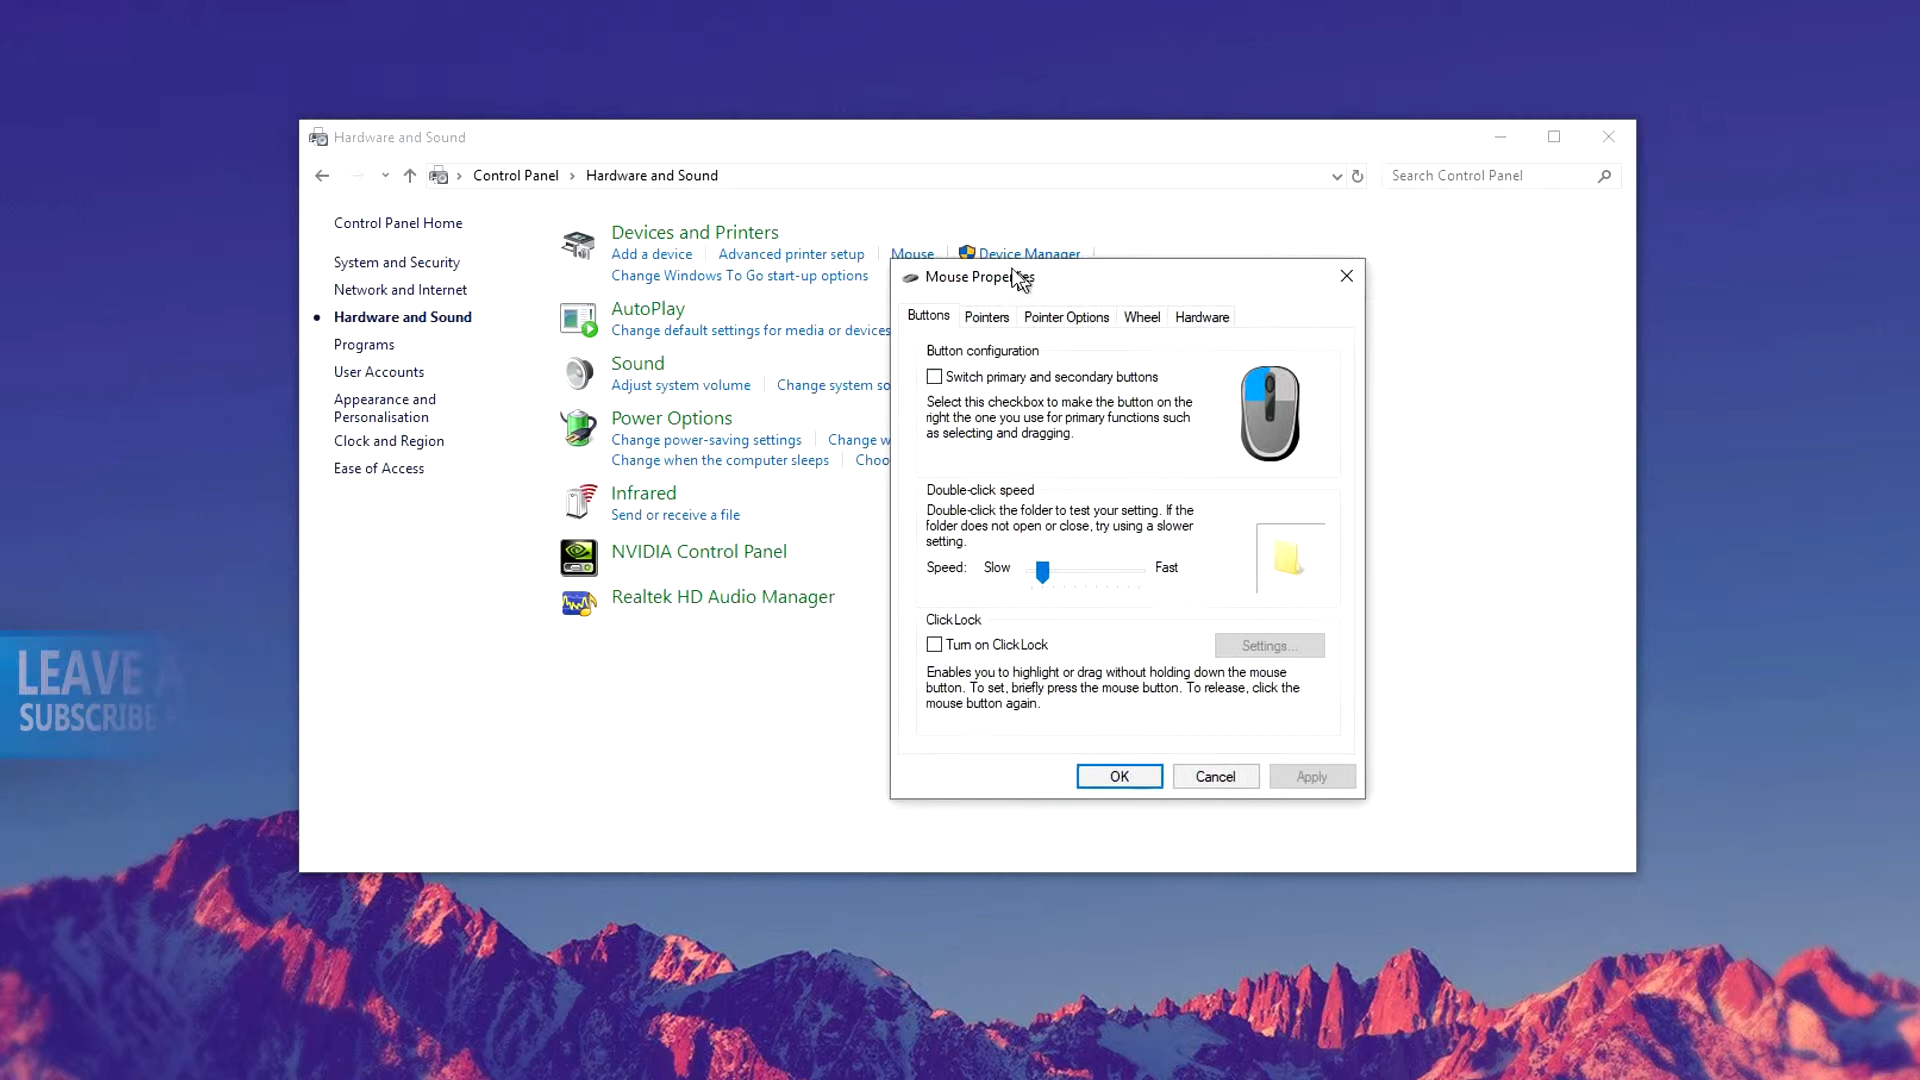 Hardware and Sound
Control Panel > Hardware and Sound
Search Control Panel
Control Panel Home
System and Security
Network and Internet
Hardware and Sound
Programs
User Accounts
Appearance and
Personalisation
Clock and Region
Ease of Access
Devices and Printers
Add a device
Advanced printer setup
Mouse
Device Manager
Change Windows To Go start-up options
AutoPlay
Change default settings for media or devices
Sound
Adjust system volume
Change system
Power Options
Change power-saving settings
Change
Change when the computer sleeps
Infrared
Send or receive a file
NVIDIA Control Panel
Realtek HD Audio Manager
Mouse Properties
Buttons
Pointers
Pointer Options
Wheel
Hardware
Button configuration
Switch primary and secondary buttons
Select this checkbox to make the button on the
right the one you use for primary functions such
as selecting and dragging.
Double-click speed
Double-click the folder to test your setting. If the
folder does not open or close, try using a slower
setting.
Speed: Slow Fast
ClickLock
Turn on ClickLock
Settings...
Enables you to highlight or drag without holding down the mouse
button. To set, briefly press the mouse button. To release, click the
mouse button again.
OK
Cancel
Apply
LEAVE A
SUBSCRIBE